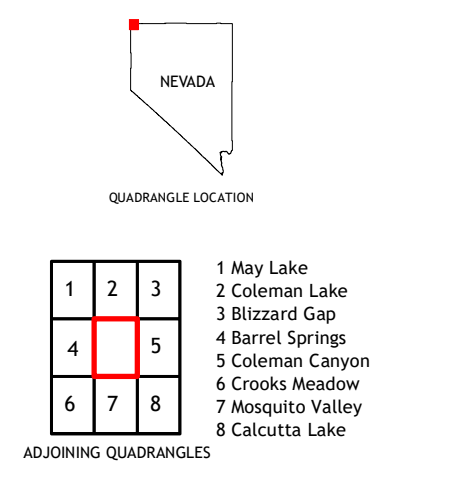 NEVADA
QUADRANGLE LOCATION
1 2 3
4 5
6 7 8
ADJOINING QUADRANGLES
1 May Lake
2 Coleman Lake
3 Blizzard Gap
4 Barrel Springs
5 Coleman Canyon
6 Crooks Meadow
7 Mosquito Valley
8 Calcutta Lake